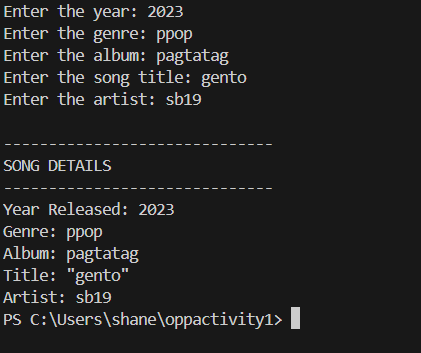 Enter the year: 2023
Enter the genre: ppop
Enter the album: pagtatag
Enter the song title: gento
Enter the artist: sb19
------------------------------
SONG DETAILS
------------------------------
Year Released: 2023
Genre: ppop
Album: pagtatag
Title: "gento"
Artist: sb19
PS C:\Users\shane\oppactivity1>